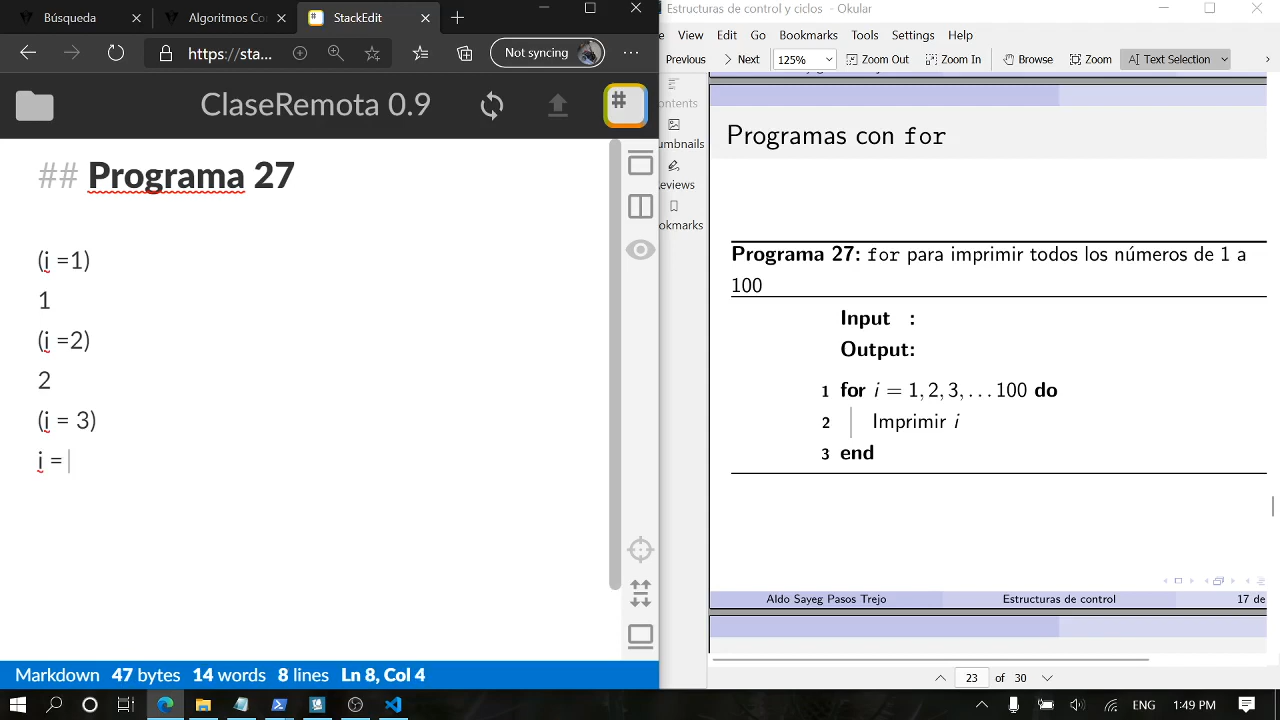 Búsqueda
Algoritmos Co
StackEdit
https://sta...
Not syncing
ClaseRemota 0.9
## Programa 27
(i =1)
1
(i =2)
2
(i = 3)
i =
Markdown 47 bytes 14 words 8 lines Ln 8, Col 4
Estructuras de control y ciclos - Okular
e View Edit Go Bookmarks Tools Settings Help
Previous Next 125% Zoom Out Zoom In Browse Zoom Text Selection
ontents
umbnails
eviews
okmarks
Programas con for
Programa 27: for para imprimir todos los números de 1 a
100
Input :
Output:
1 for i = 1, 2, 3, . . . 100 do
2 Imprimir i
3 end
Aldo Sayeg Pasos Trejo Estructuras de control 17 de
23 of 30
ENG 1:49 PM